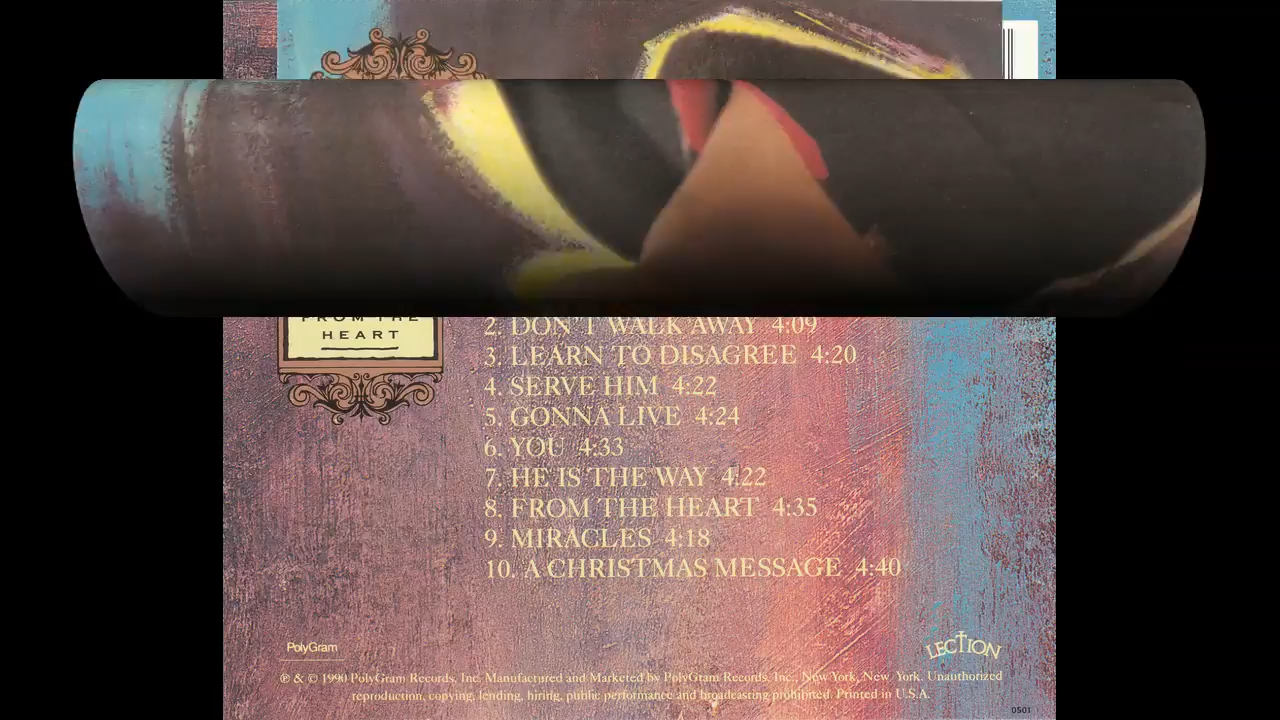 FROM THE
HEART
2. DON'T WALK AWAY 4:09
3. LEARN TO DISAGREE 4:20
4. SERVE HIM 4:22
5. GONNA LIVE 4:24
6. YOU 4:33
7. HE IS THE WAY 4:22
8. FROM THE HEART 4:35
9. MIRACLES 4:18
10. A CHRISTMAS MESSAGE 4:40
PolyGram
LECTION
℗ & © 1990 PolyGram Records, Inc. Manufactured and Marketed by PolyGram Records, Inc., New York, New York. Unauthorized
reproduction, copying, lending, hiring, public performance and broadcasting prohibited. Printed in U.S.A.
0501